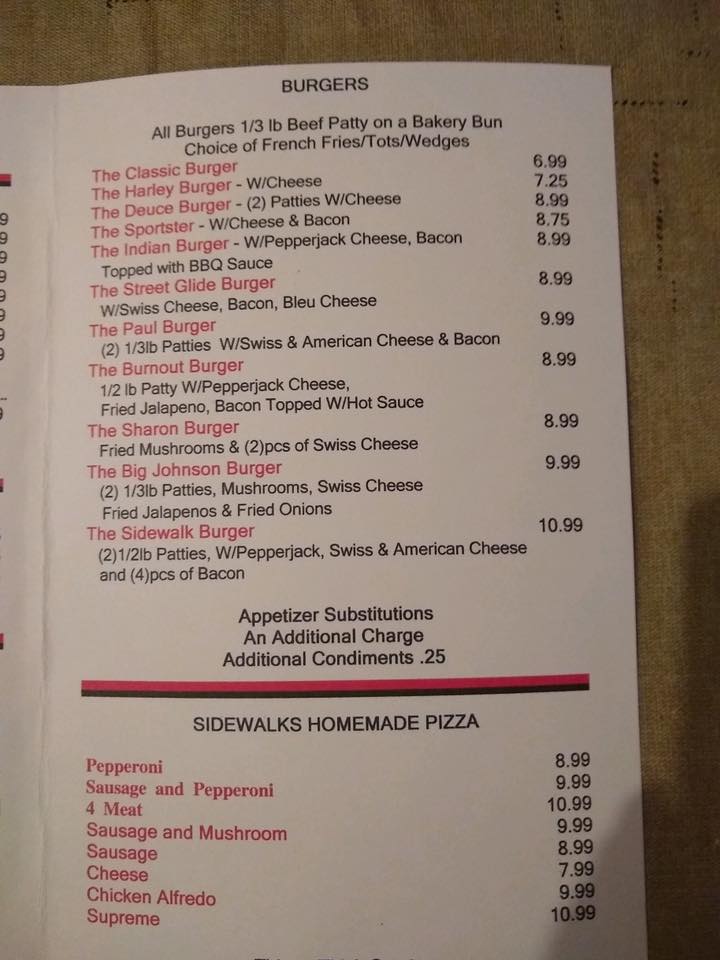 BURGERS
All Burgers 1/3 lb Beef Patty on a Bakery Bun
Choice of French Fries/Tots/Wedges
The Classic Burger 6.99
The Harley Burger - W/Cheese 7.25
The Deuce Burger - (2) Patties W/Cheese 8.99
The Sportster - W/Cheese & Bacon 8.75
The Indian Burger - W/Pepperjack Cheese, Bacon 8.99
Topped with BBQ Sauce
The Street Glide Burger 8.99
W/Swiss Cheese, Bacon, Bleu Cheese
The Paul Burger 9.99
(2) 1/3lb Patties W/Swiss & American Cheese & Bacon
The Burnout Burger 8.99
1/2 lb Patty W/Pepperjack Cheese,
Fried Jalapeno, Bacon Topped W/Hot Sauce
The Sharon Burger 8.99
Fried Mushrooms & (2)pcs of Swiss Cheese
The Big Johnson Burger 9.99
(2) 1/3lb Patties, Mushrooms, Swiss Cheese
Fried Jalapenos & Fried Onions
The Sidewalk Burger 10.99
(2)1/2lb Patties, W/Pepperjack, Swiss & American Cheese
and (4)pcs of Bacon
Appetizer Substitutions
An Additional Charge
Additional Condiments .25
SIDEWALKS HOMEMADE PIZZA
Pepperoni 8.99
Sausage and Pepperoni 9.99
4 Meat 10.99
Sausage and Mushroom 9.99
Sausage 8.99
Cheese 7.99
Chicken Alfredo 9.99
Supreme 10.99